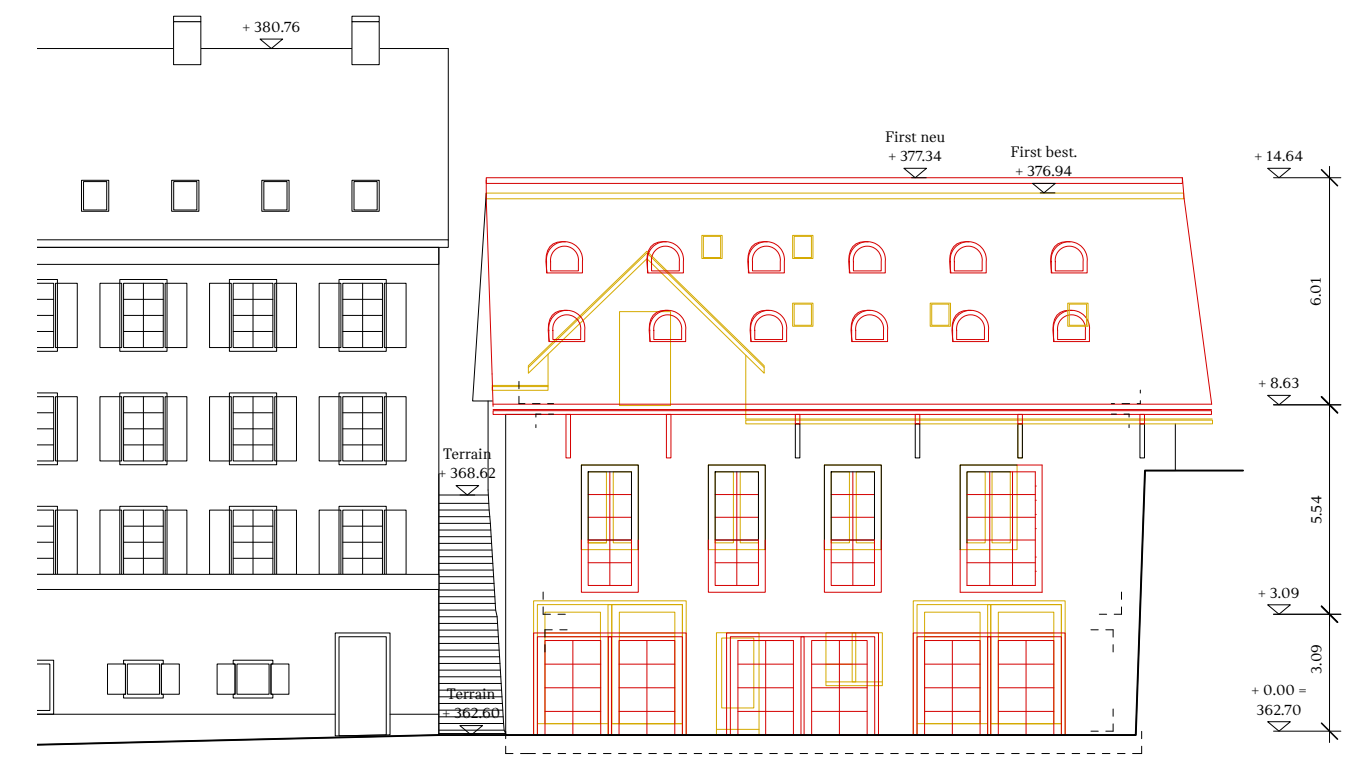 + 380.76
First neu
+ 377.34
First best.
+ 376.94
+ 14.64
6.01
+ 8.63
Terrain
+ 368.62
5.54
+ 3.09
3.09
Terrain
+ 362.60
+ 0.00 =
362.70